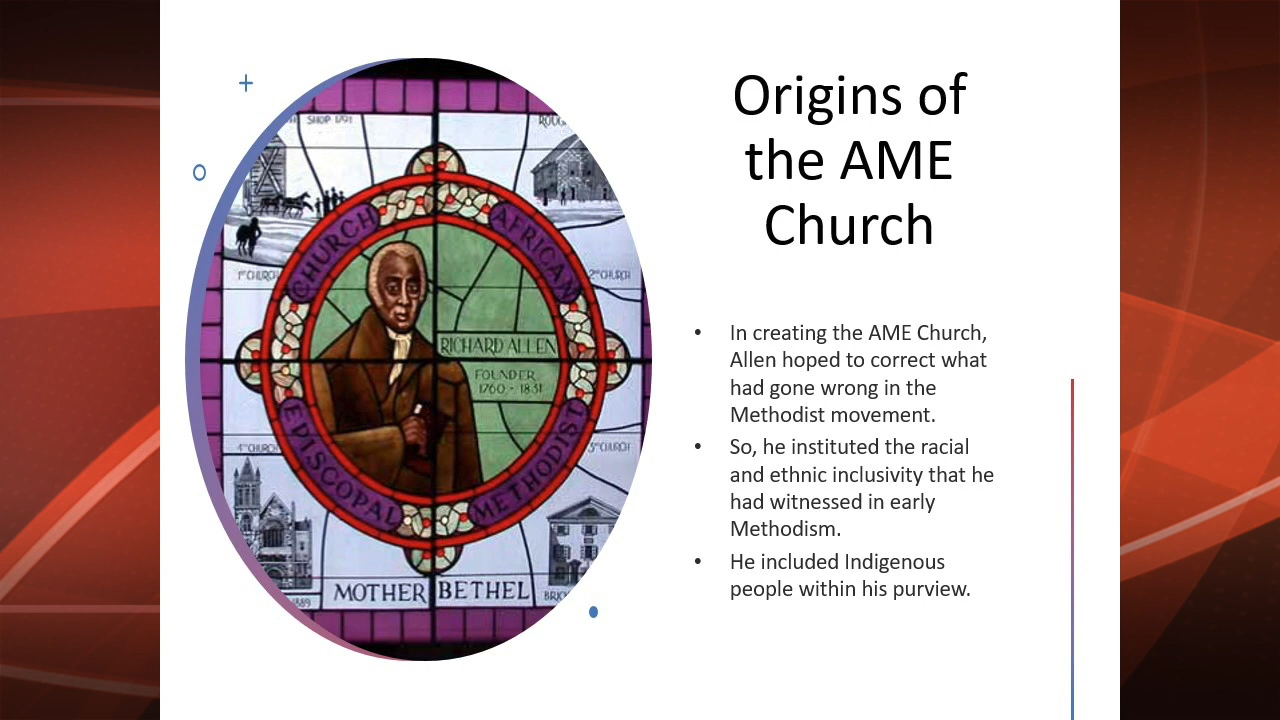 Origins of
the AME
Church
• In creating the AME Church,
Allen hoped to correct what
had gone wrong in the
Methodist movement.
• So, he instituted the racial
and ethnic inclusivity that he
had witnessed in early
Methodism.
• He included Indigenous
people within his purview.
SHOP 1791
CHURCH
AFRICAN
1ST CHURCH
2ND CHURCH
RICHARD ALLEN
FOUNDER
1760 - 1831
4TH CHURCH
3RD CHURCH
EPISCOPAL
METHODIST
MOTHER BETHEL